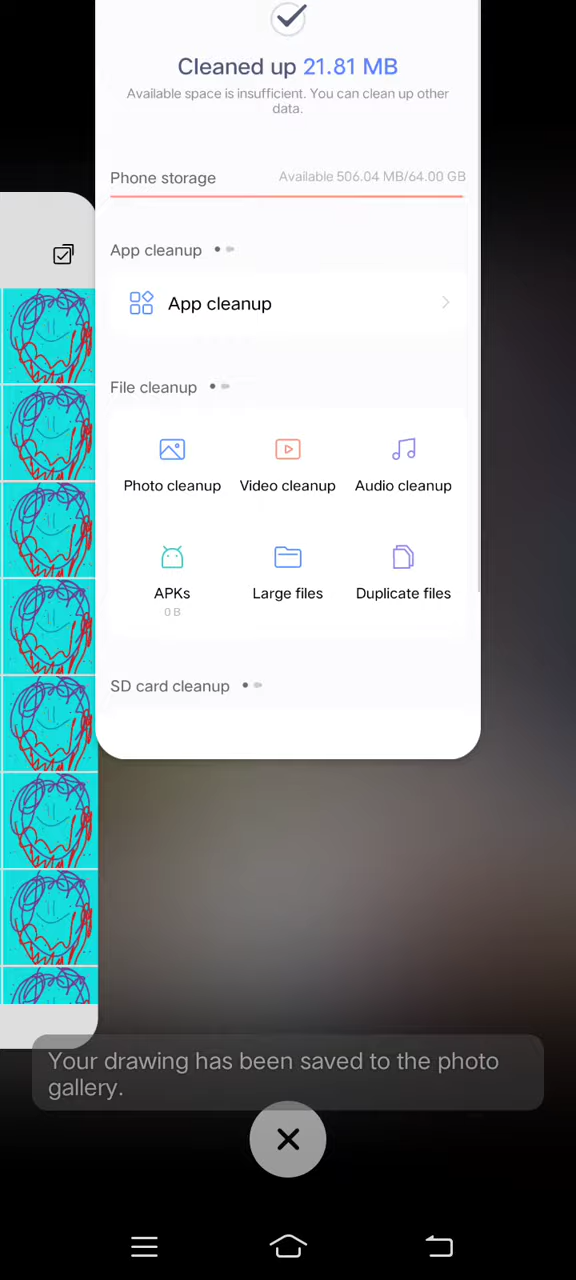 Cleaned up 21.81 MB
Available space is insufficient. You can clean up other
data.
Phone storage
Available 506.04 MB/64.00 GB
App cleanup
App cleanup
File cleanup
Photo cleanup
Video cleanup
Audio cleanup
APKs
0 B
Large files
Duplicate files
SD card cleanup
Your drawing has been saved to the photo
gallery.